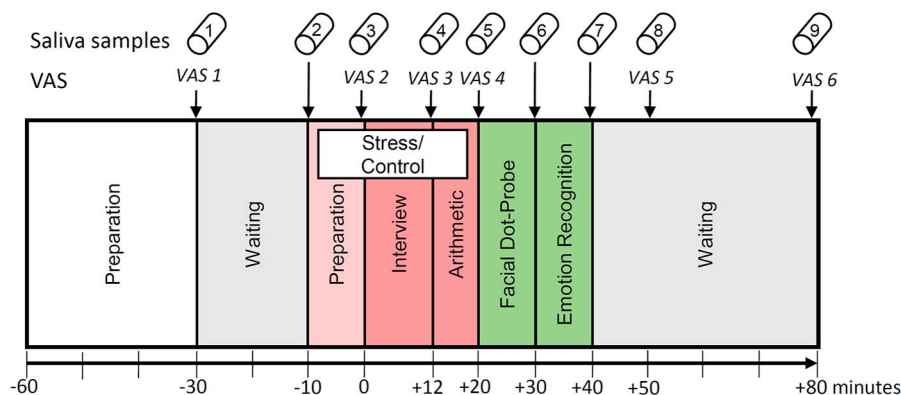 Saliva samples 1 2 3 4 5 6 7 8 9
VAS VAS 1 VAS 2 VAS 3 VAS 4 VAS 5 VAS 6
Stress/
Control
Preparation
Waiting
Preparation
Interview
Arithmetic
Facial Dot-Probe
Emotion Recognition
Waiting
-60 -30 -10 0 +12 +20 +30 +40 +50 +80 minutes